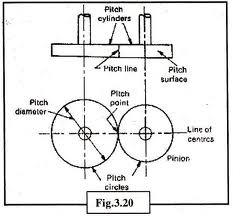 Pitch
cylinders
Pitch line
Pitch
surface
Pitch
diameter
Pitch
point
Line of
centres
Pinion
Pitch
circles
Fig.3.20